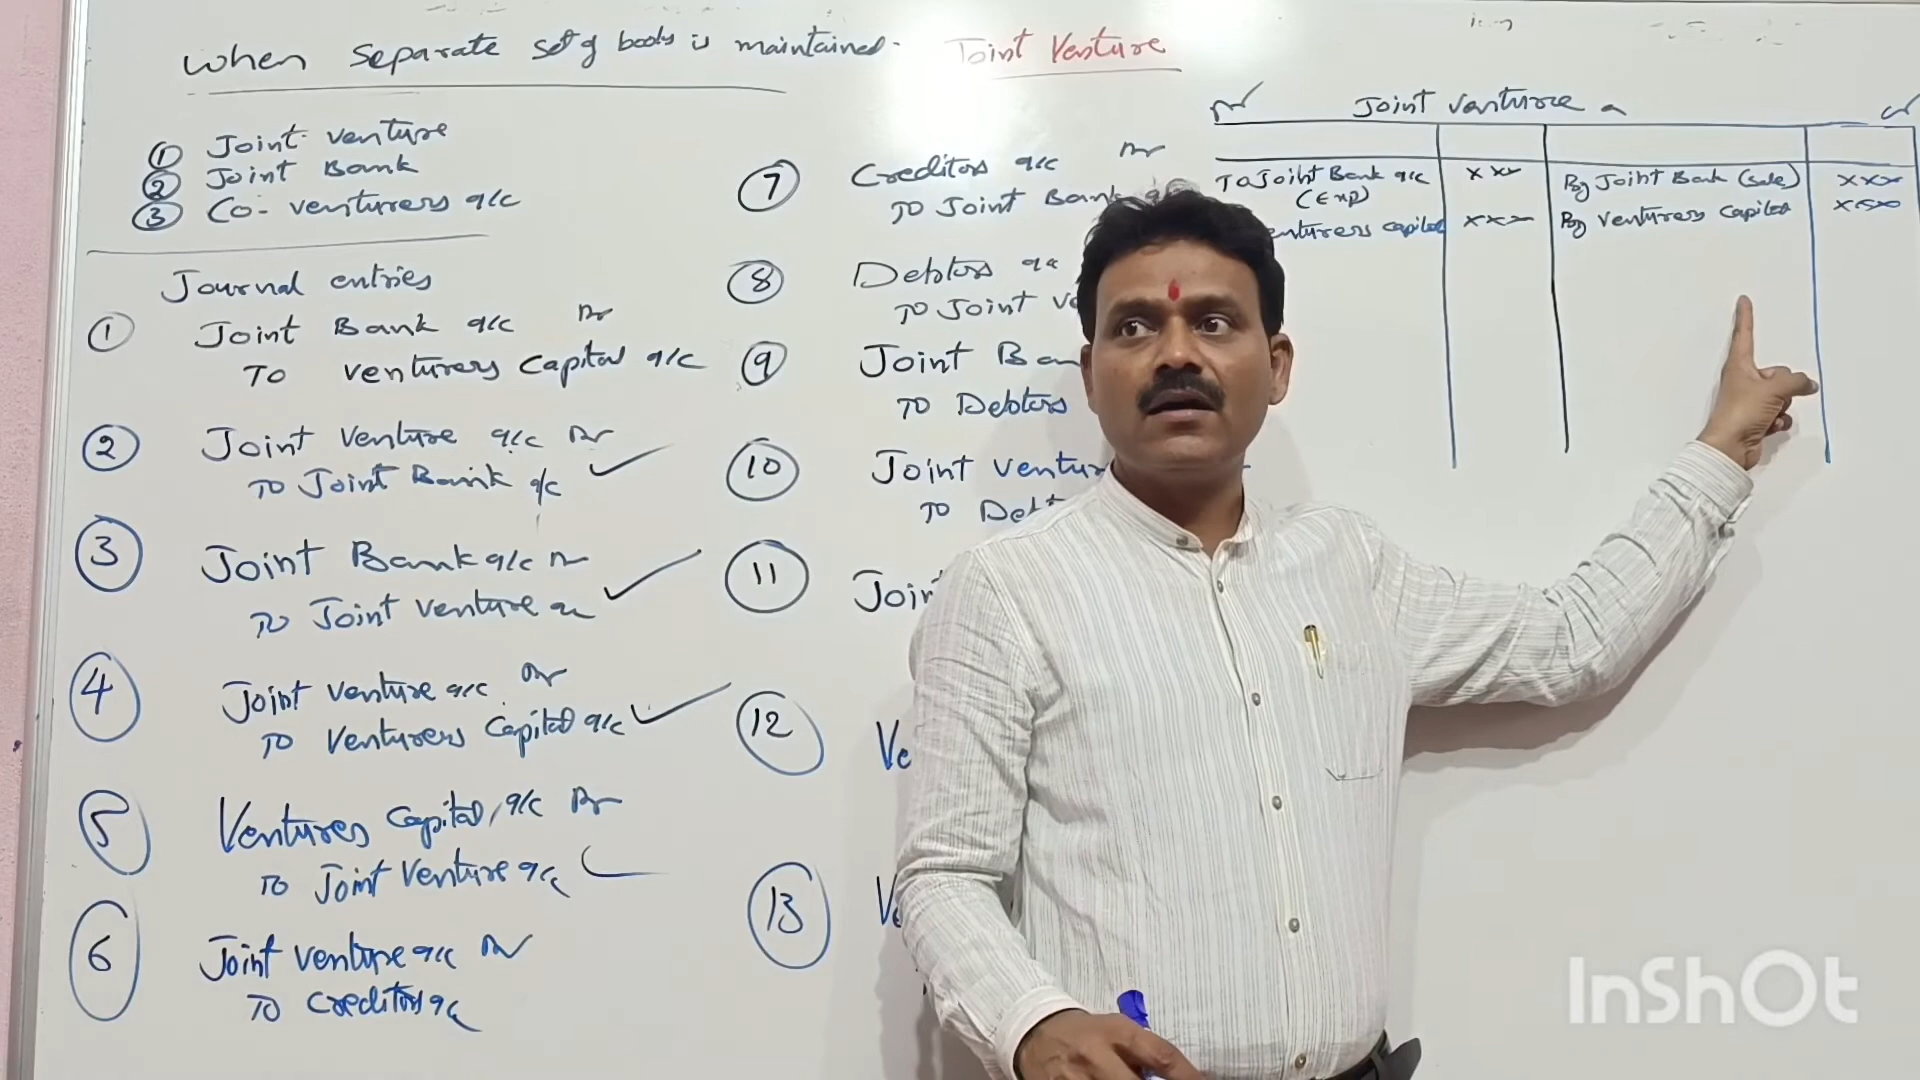 When separate set of books is maintained. Joint Venture
① Joint venture
② Joint Bank
③ Co-venturers a/c
Journal entries
① Joint Bank a/c Dr
To venturers Capital a/c
② Joint venture a/c Dr
To Joint Bank a/c
③ Joint Bank a/c Dr
To Joint venture a/c
④ Joint venture a/c Dr
To Venturers Capital a/c
⑤ Ventures Capital a/c Dr
To Joint Venture a/c
⑥ Joint venture a/c Dr
To creditors a/c
⑦ Creditors a/c Dr
To Joint Bank
⑧ Debtors a/c
To Joint
⑨ Joint
To Debtors
⑩ Joint
To
⑪
⑫
⑬
Dr Joint venture a/c Cr
To Joint Bank a/c xxx By Joint Bank (sale) xxx
(Exp)
capital xxx By Venturers Capital xxx
InShOt